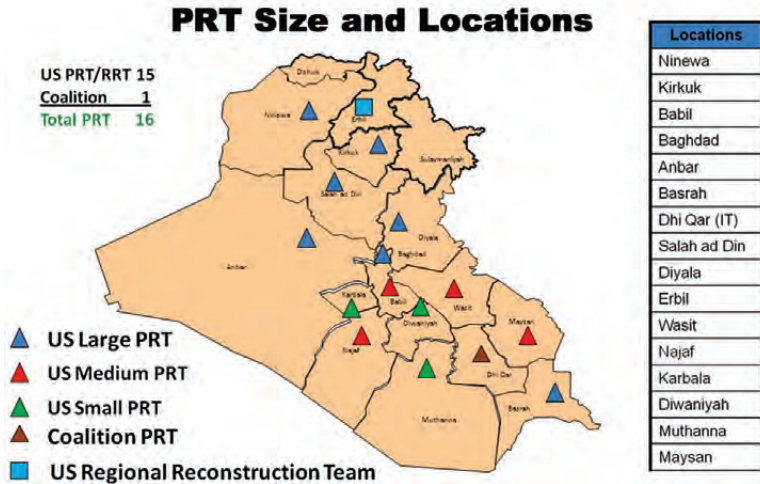 PRT Size and Locations
US PRT/RRT 15
Coalition 1
Total PRT 16
Dahuk
Ninewa
Erbil
Kirkuk
Sulaymaniyah
Salah ad Din
Diyala
Anbar
Baghdad
Karbala
Babil
Wasit
Diwaniyah
Najaf
Maysan
Dhi Qar
Muthanna
Basrah
US Large PRT
US Medium PRT
US Small PRT
Coalition PRT
US Regional Reconstruction Team
Locations
Ninewa
Kirkuk
Babil
Baghdad
Anbar
Basrah
Dhi Qar (IT)
Salah ad Din
Diyala
Erbil
Wasit
Najaf
Karbala
Diwaniyah
Muthanna
Maysan